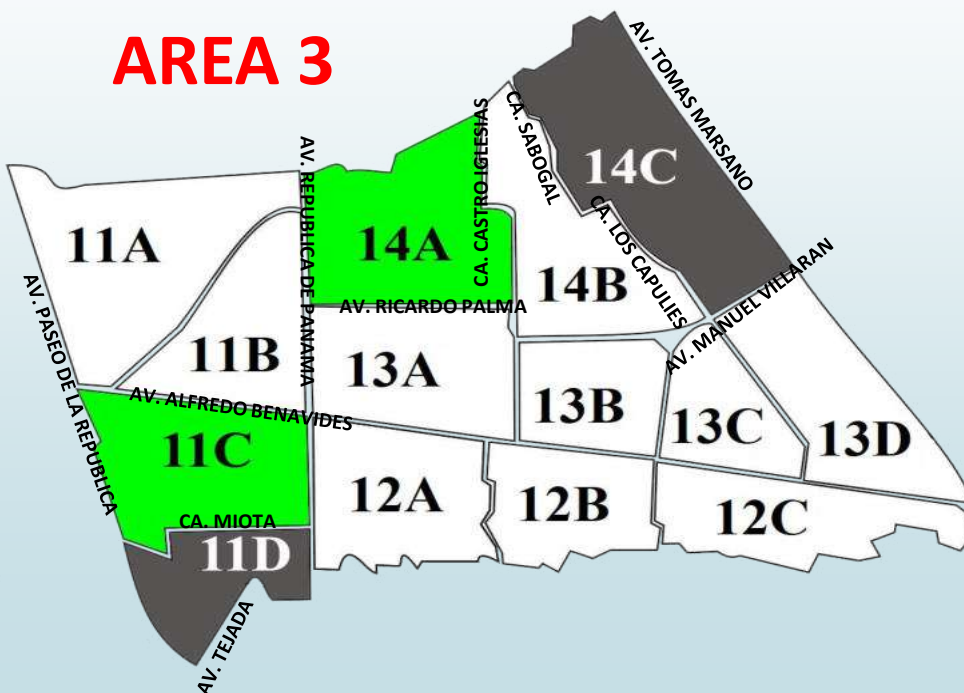 AREA 3
AV. TOMAS MARSANO
CA. CASTRO IGLESIAS
CA. SABOGAL
AV. REPUBLICA DE PANAMA
14C
11A
14A
CA. LOS CAPULIES
14B
AV. MANUEL VILLARAN
AV. PASEO DE LA REPUBLICA
AV. RICARDO PALMA
11B
13A
13B
13C
13D
AV. ALFREDO BENAVIDES
11C
12A
12B
12C
CA. MIOTA
11D
AV. TEJADA